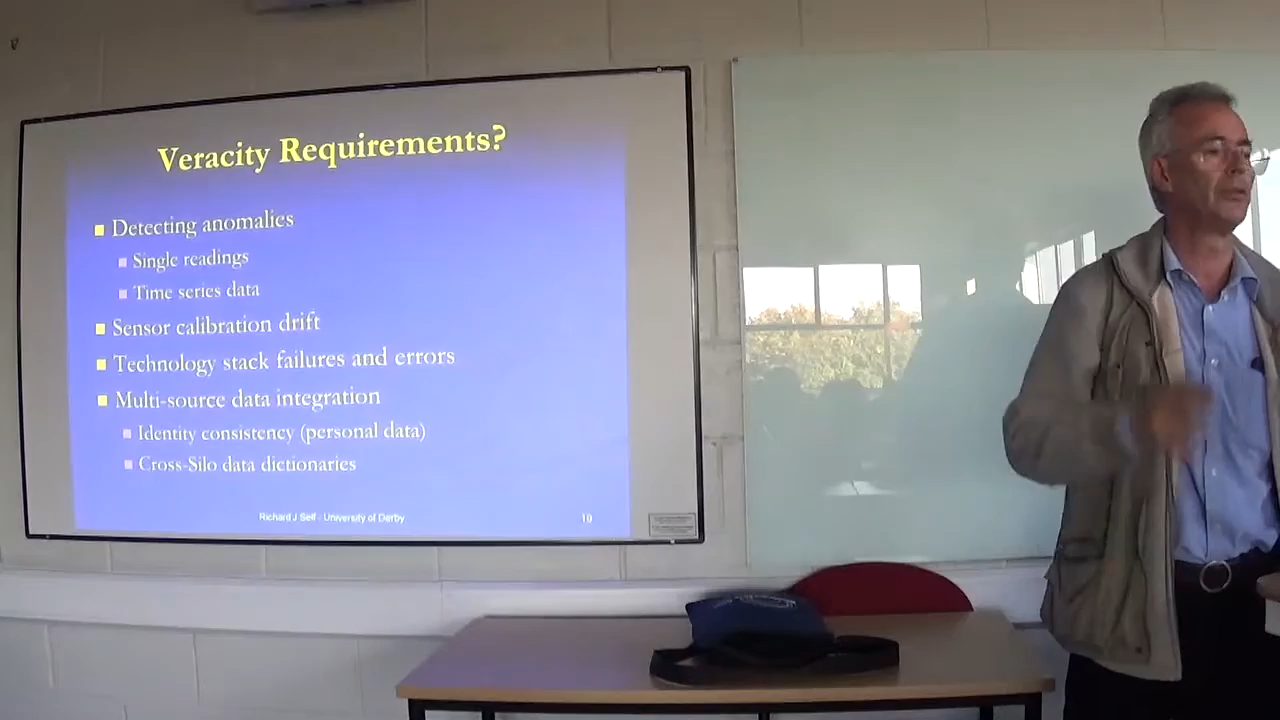 Veracity Requirements?
Detecting anomalies
Single readings
Time series data
Sensor calibration drift
Technology stack failures and errors
Multi-source data integration
Identity consistency (personal data)
Cross-Silo data dictionaries
Richard J Self - University of Derby
10